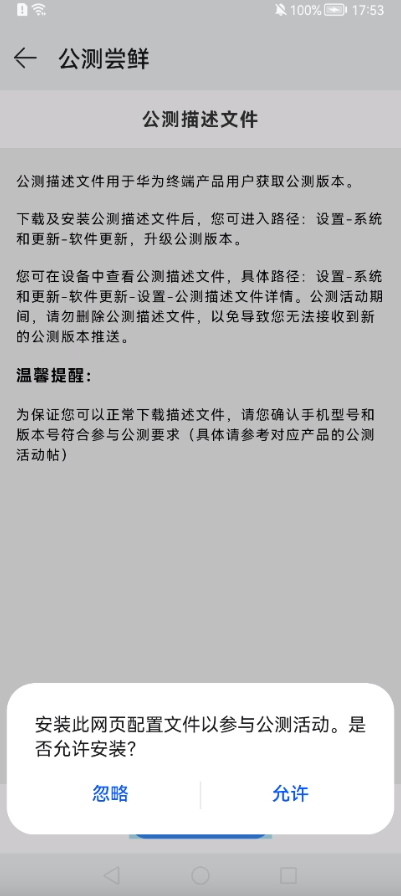 100% 17:53
公测尝鲜
公测描述文件
公测描述文件用于华为终端产品用户获取公测版本。
下载及安装公测描述文件后，您可进入路径：设置-系统
和更新-软件更新，升级公测版本。
您可在设备中查看公测描述文件，具体路径：设置-系统
和更新-软件更新-设置-公测描述文件详情。公测活动期
间，请勿删除公测描述文件，以免导致您无法接收到新
的公测版本推送。
温馨提醒：
为保证您可以正常下载描述文件，请您确认手机型号和
版本号符合参与公测要求（具体请参考对应产品的公测
活动帖）
安装此网页配置文件以参与公测活动。是
否允许安装？
忽略 允许